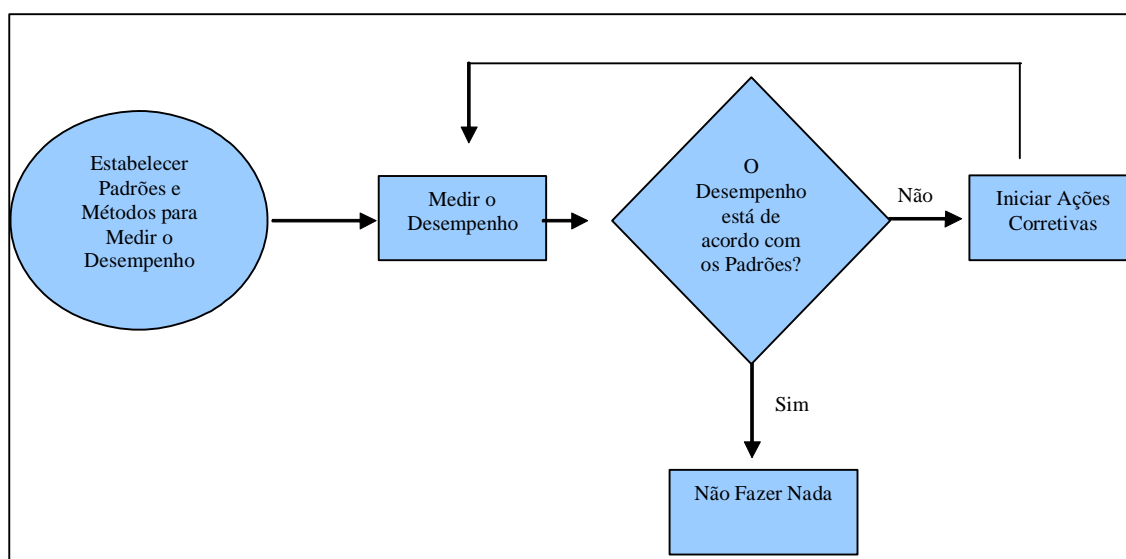 Estabelecer
Padrões e
Métodos para
Medir o
Desempenho
Medir o
Desempenho
O
Desempenho
está de
acordo com
os Padrões?
Não
Iniciar Ações
Corretivas
Sim
Não Fazer Nada